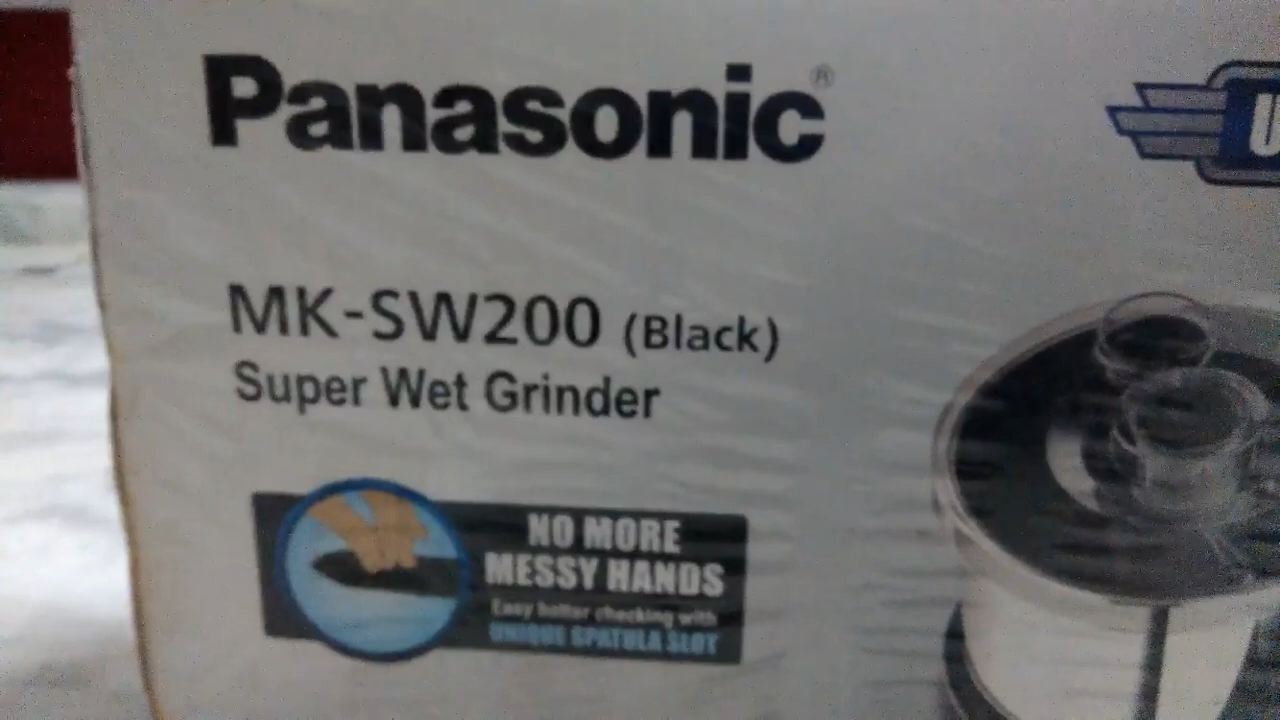 Panasonic®
MK-SW200 (Black)
Super Wet Grinder
NO MORE
MESSY HANDS
Easy batter checking with
UNIQUE SPATULA SLOT
U